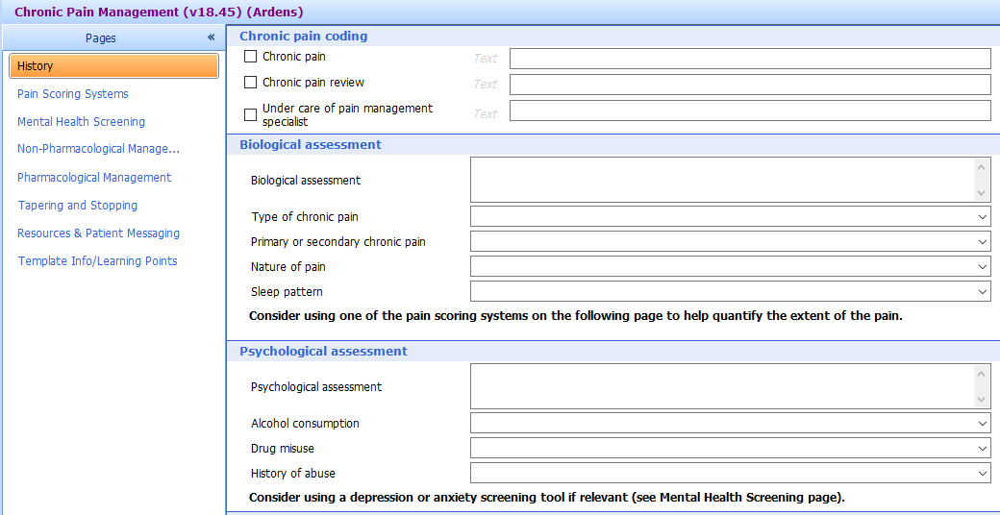 Chronic Pain Management (v18.45) (Ardens)
Pages «
History
Pain Scoring Systems
Mental Health Screening
Non-Pharmacological Manage...
Pharmacological Management
Tapering and Stopping
Resources & Patient Messaging
Template Info/Learning Points
Chronic pain coding
Chronic pain Text
Chronic pain review Text
Under care of pain management
specialist Text
Biological assessment
Biological assessment
Type of chronic pain
Primary or secondary chronic pain
Nature of pain
Sleep pattern
Consider using one of the pain scoring systems on the following page to help quantify the extent of the pain.
Psychological assessment
Psychological assessment
Alcohol consumption
Drug misuse
History of abuse
Consider using a depression or anxiety screening tool if relevant (see Mental Health Screening page).